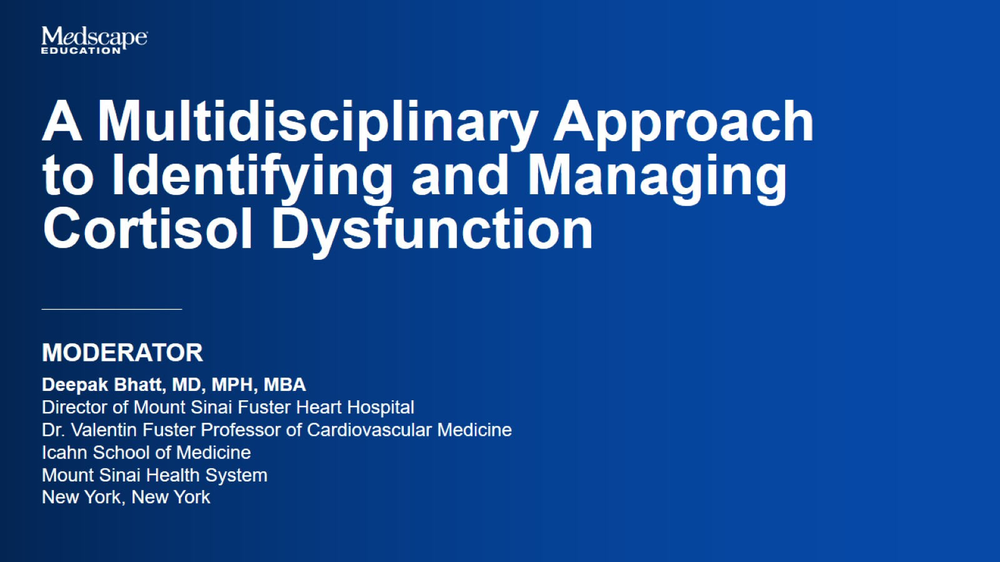 Medscape
EDUCATION
A Multidisciplinary Approach
to Identifying and Managing
Cortisol Dysfunction
MODERATOR
Deepak Bhatt, MD, MPH, MBA
Director of Mount Sinai Fuster Heart Hospital
Dr. Valentin Fuster Professor of Cardiovascular Medicine
Icahn School of Medicine
Mount Sinai Health System
New York, New York